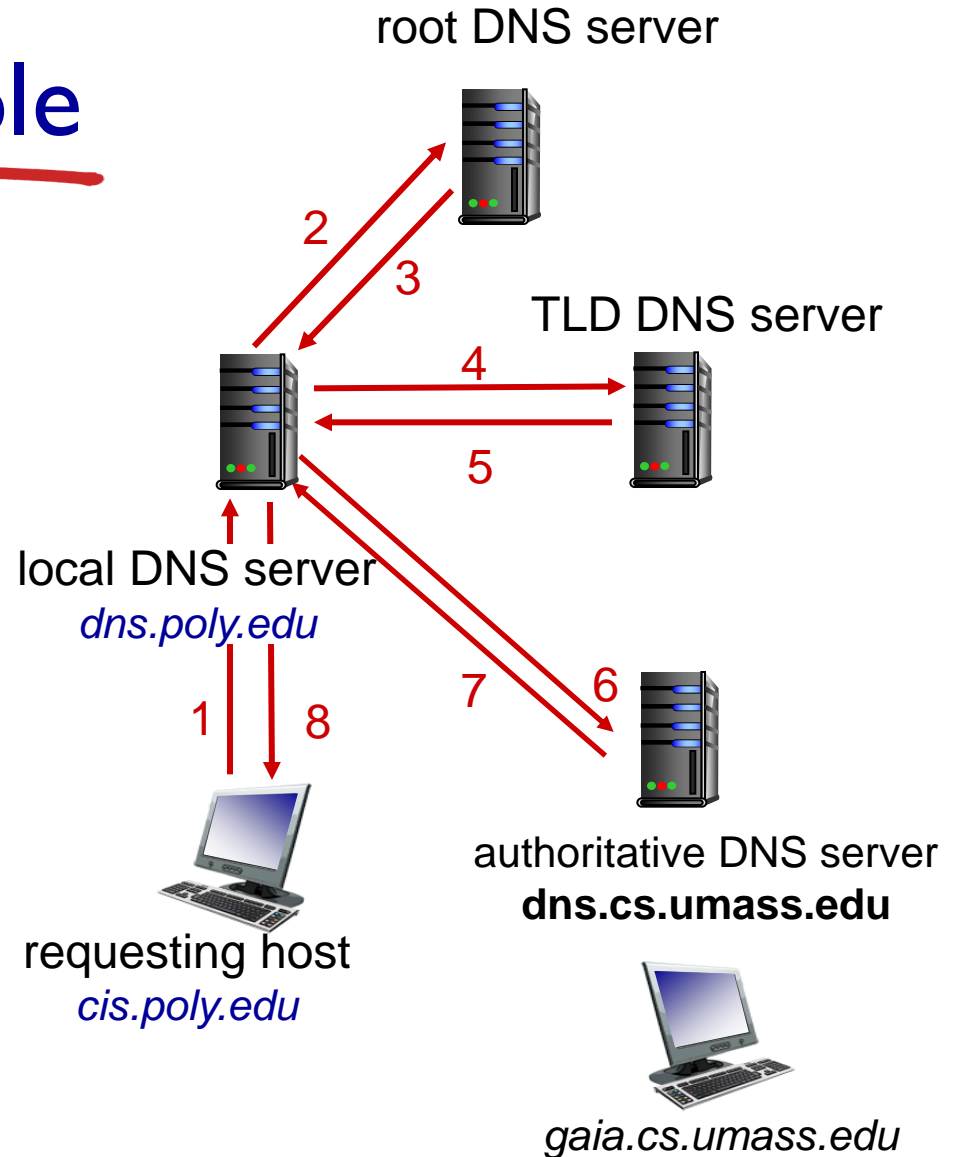 root DNS server
ple
2
3
TLD DNS server
4
5
local DNS server
dns.poly.edu
1
8
7
6
authoritative DNS server
dns.cs.umass.edu
requesting host
cis.poly.edu
gaia.cs.umass.edu